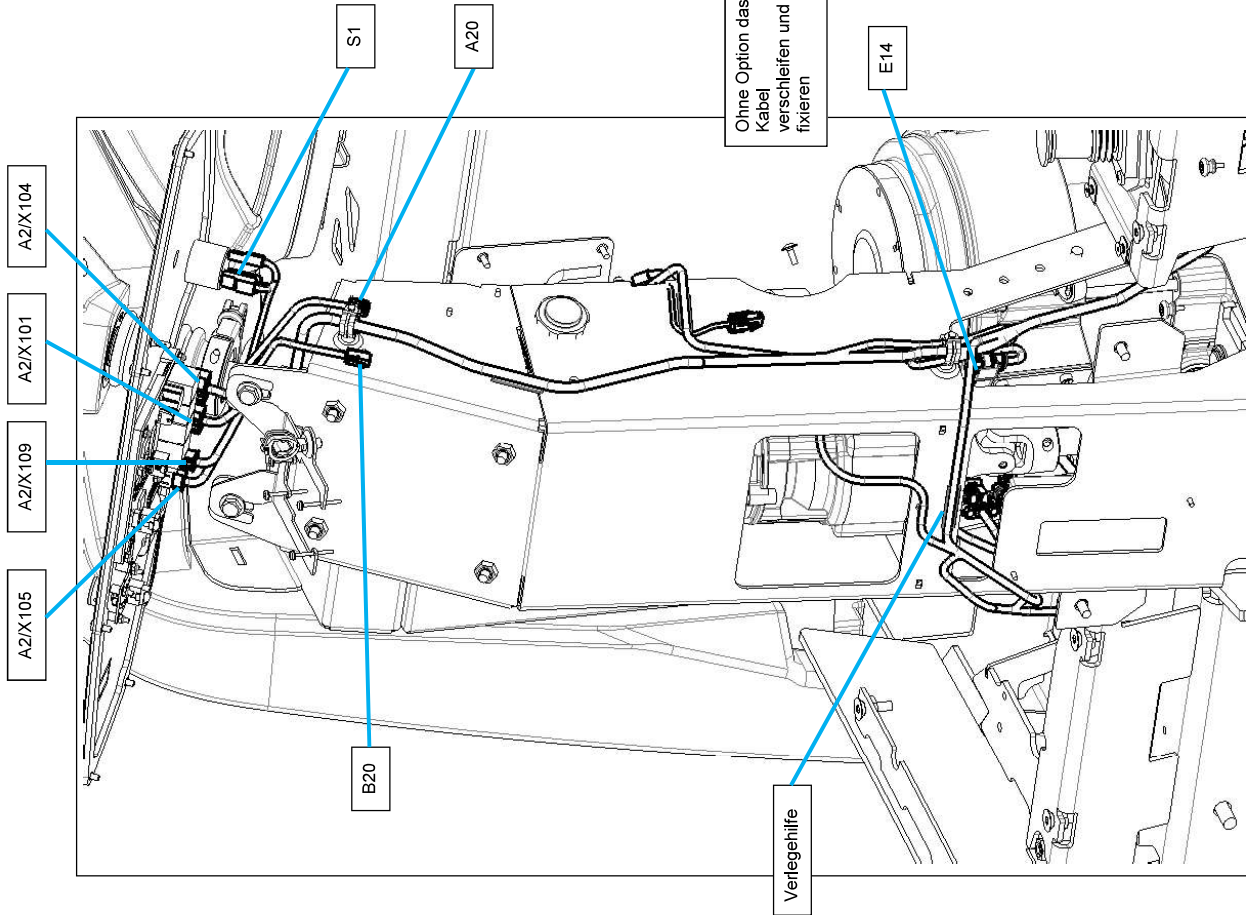 A2/X105
A2/X109
A2/X101
A2/X104
S1
A20
B20
Ohne Option das
Kabel
verschleifen und
fixieren
E14
Verlegehilfe